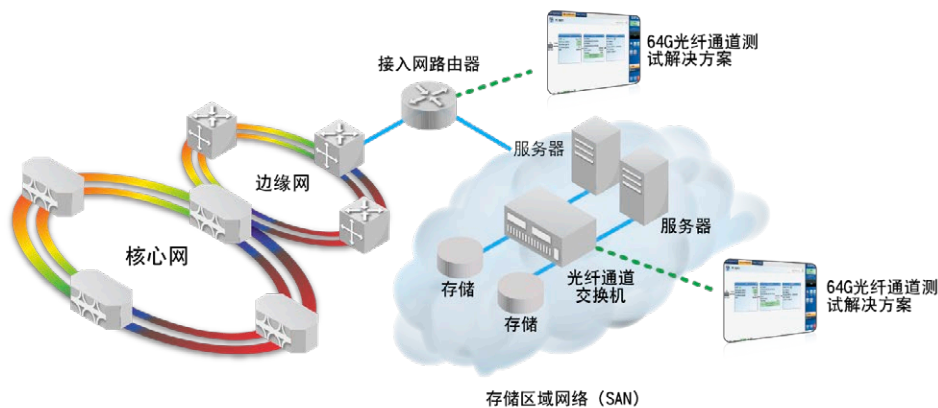 64G光纤通道测
试解决方案
接入网路由器
服务器
边缘网
服务器
核心网
存储
光纤通道
交换机
64G光纤通道测
试解决方案
存储
存储区域网络（SAN）